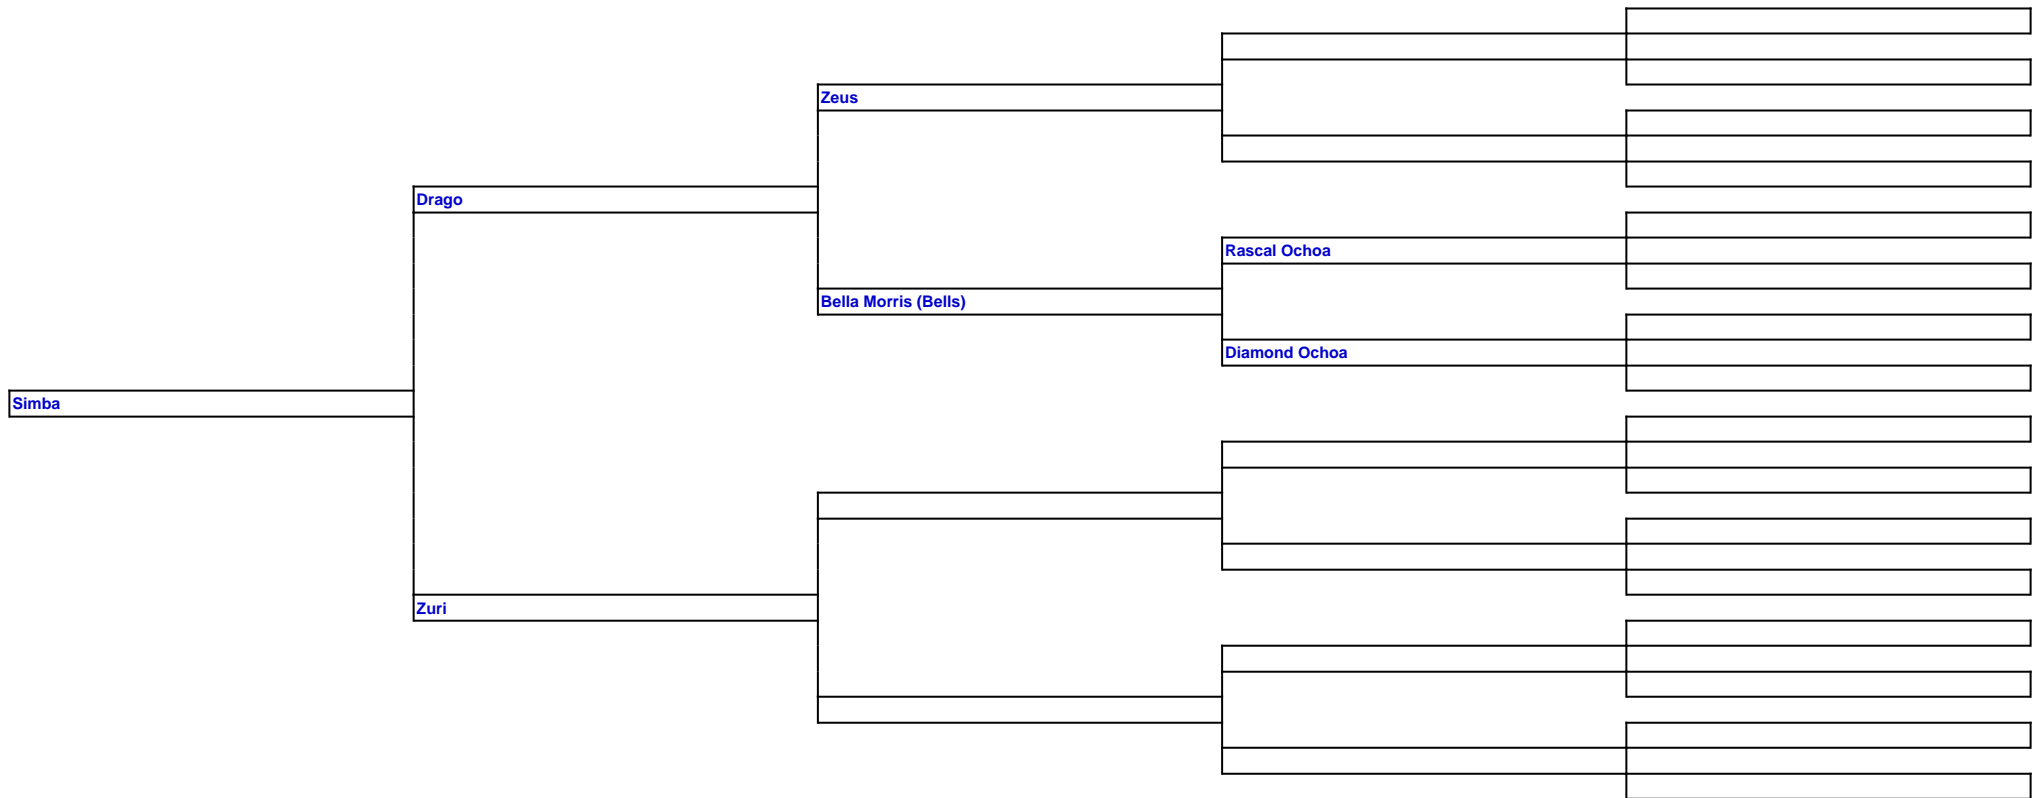 Zeus
Drago
Rascal Ochoa
Bella Morris (Bells)
Diamond Ochoa
Simba
Zuri